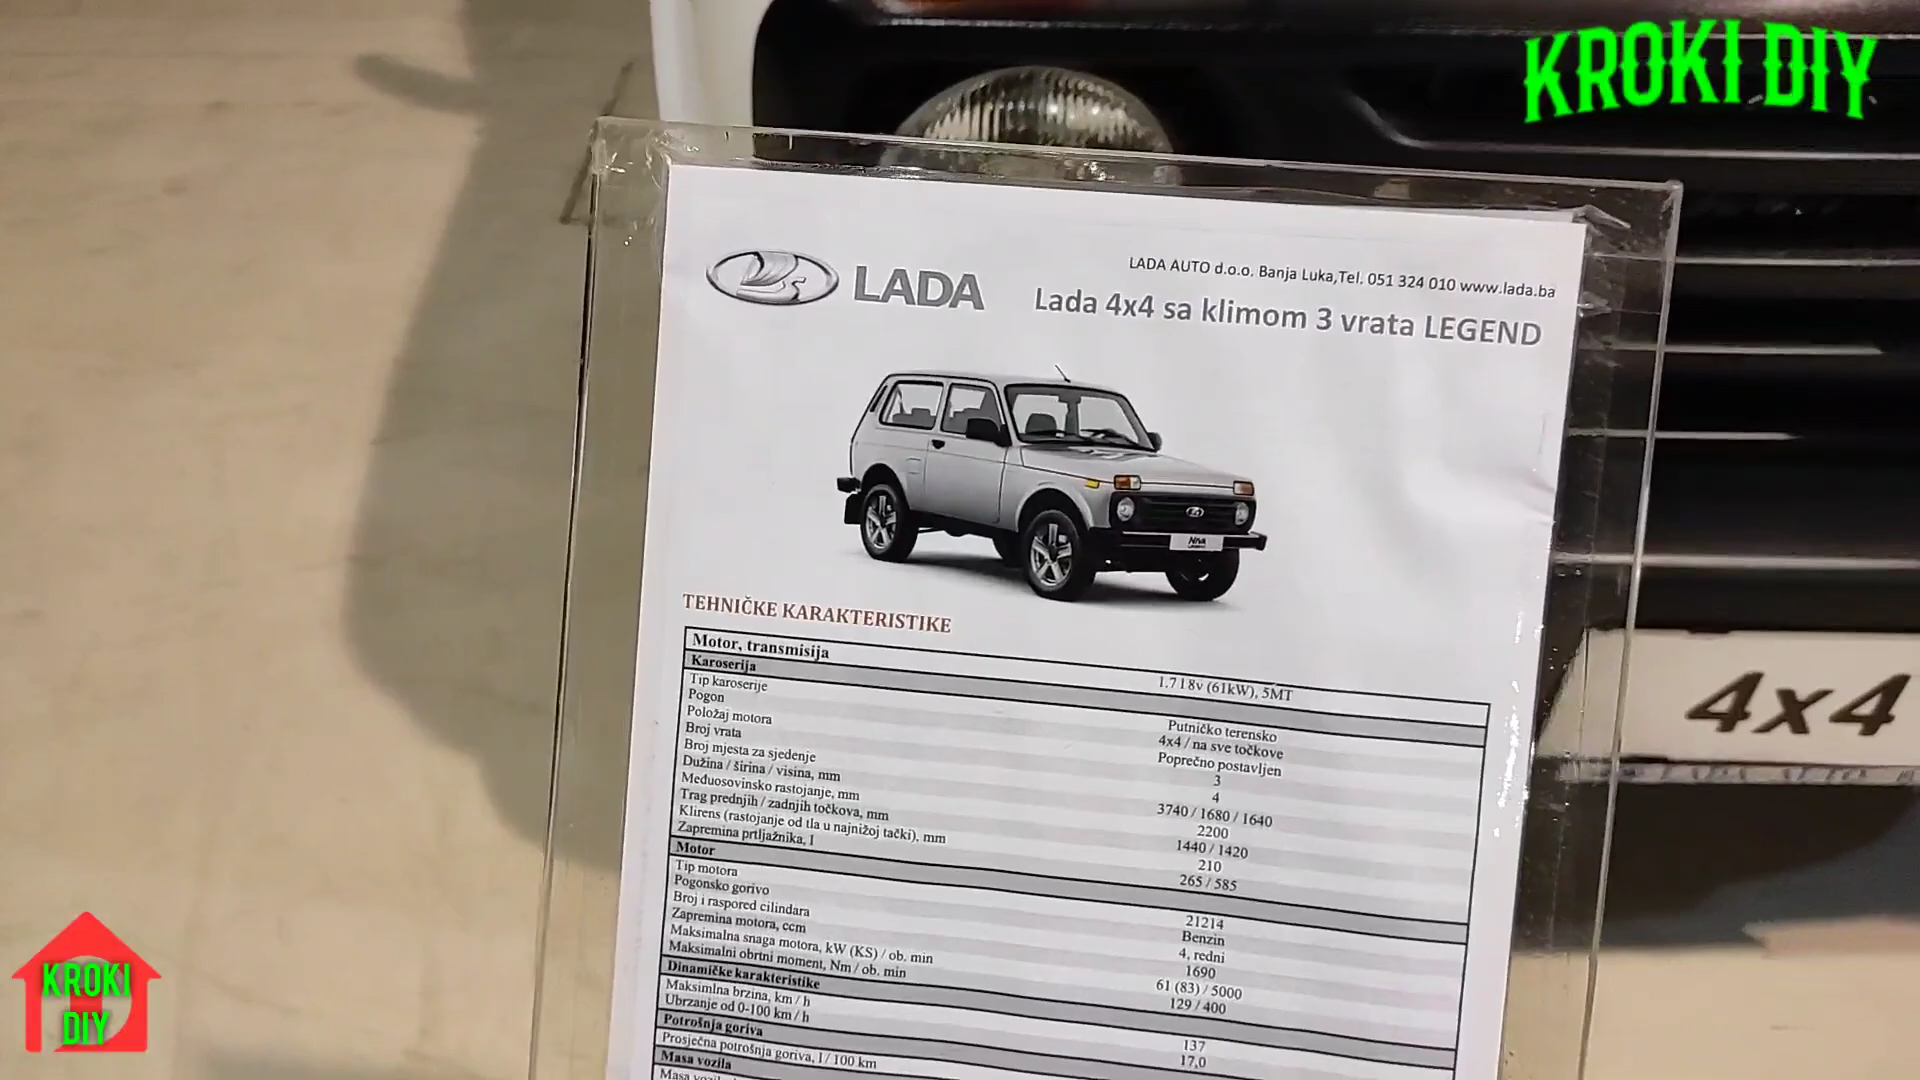 KROKI DIY
LADA
LADA AUTO d.o.o. Banja Luka,Tel. 051 324 010 www.lada.ba
Lada 4x4 sa klimom 3 vrata LEGEND
NIVA
TEHNIČKE KARAKTERISTIKE
Motor, transmisija 1.7 l 8v (61kW), 5MT
Karoserija
Tip karoserije Putničko terensko
Pogon 4x4 / na sve točkove
Položaj motora Poprečno postavljen
Broj vrata 3
Broj mjesta za sjedenje 4
Dužina / širina / visina, mm 3740 / 1680 / 1640
Međuosovinsko rastojanje, mm 2200
Trag prednjih / zadnjih točkova, mm 1440 / 1420
Klirens (rastojanje od tla u najnižoj tački), mm 210
Zapremina prtljažnika, l 265 / 585
Motor
Tip motora 21214
Pogonsko gorivo Benzin
Broj i raspored cilindara 4, redni
Zapremina motora, ccm 1690
Maksimalna snaga motora, kW (KS) / ob. min 61 (83) / 5000
Maksimalni obrtni moment, Nm / ob. min 129 / 400
Dinamičke karakteristike
Maksimlna brzina, km / h 137
Ubrzanje od 0-100 km / h 17,0
Potrošnja goriva
Prosječna potrošnja goriva, l / 100 km
Masa vozila
4x4
KROKI
DIY